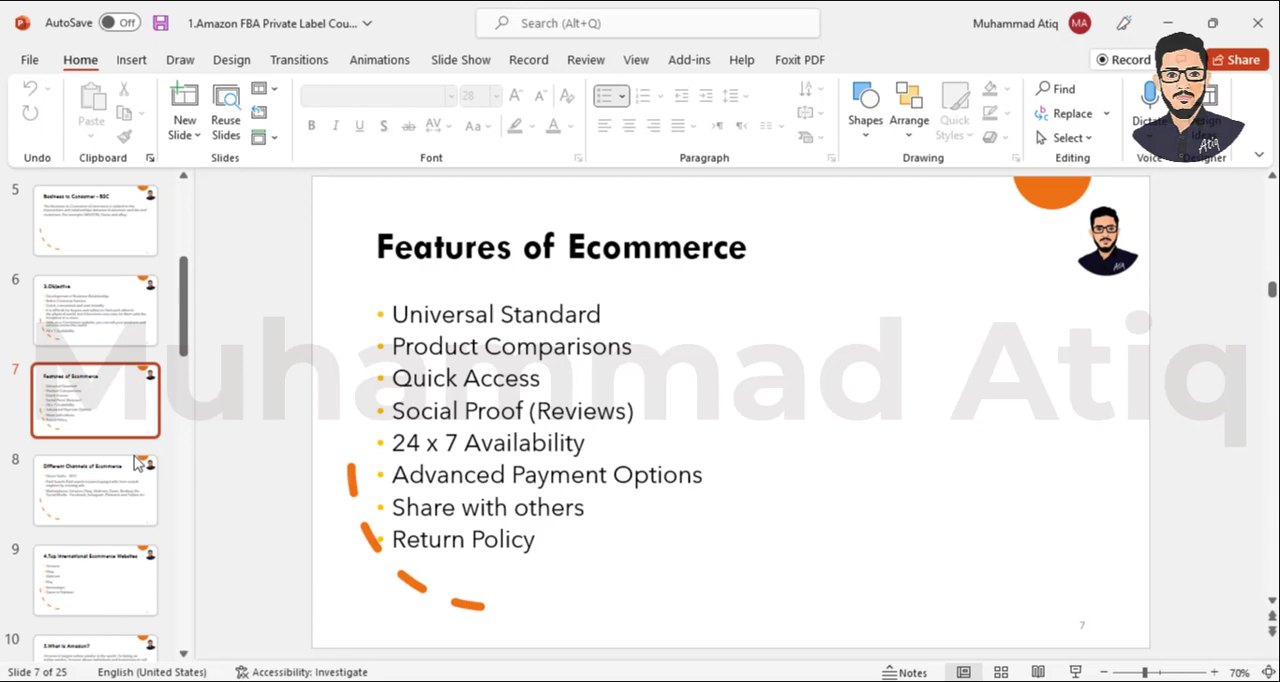 AutoSave Off 1.Amazon FBA Private Label Cou... Search (Alt+Q) Muhammad Atiq MA
File Home Insert Draw Design Transitions Animations Slide Show Record Review View Add-ins Help Foxit PDF Record Share
Paste New Slide Reuse Slides 28 Shapes Arrange Quick Styles Find Replace Select Dictate Atiq
Undo Clipboard Slides Font Paragraph Drawing Editing Voice Designer
5
Business to Consumer - B2C
6
3.Objective
7
Features of Ecommerce
8
Different Channels of Ecommerce
9
4.Top International Ecommerce Websites
10
5.What is Amazon?
Features of Ecommerce
Atiq
• Universal Standard
• Product Comparisons
• Quick Access
• Social Proof (Reviews)
• 24 x 7 Availability
• Advanced Payment Options
• Share with others
• Return Policy
7
Muhammad Atiq
Slide 7 of 25 English (United States) Accessibility: Investigate Notes 70%